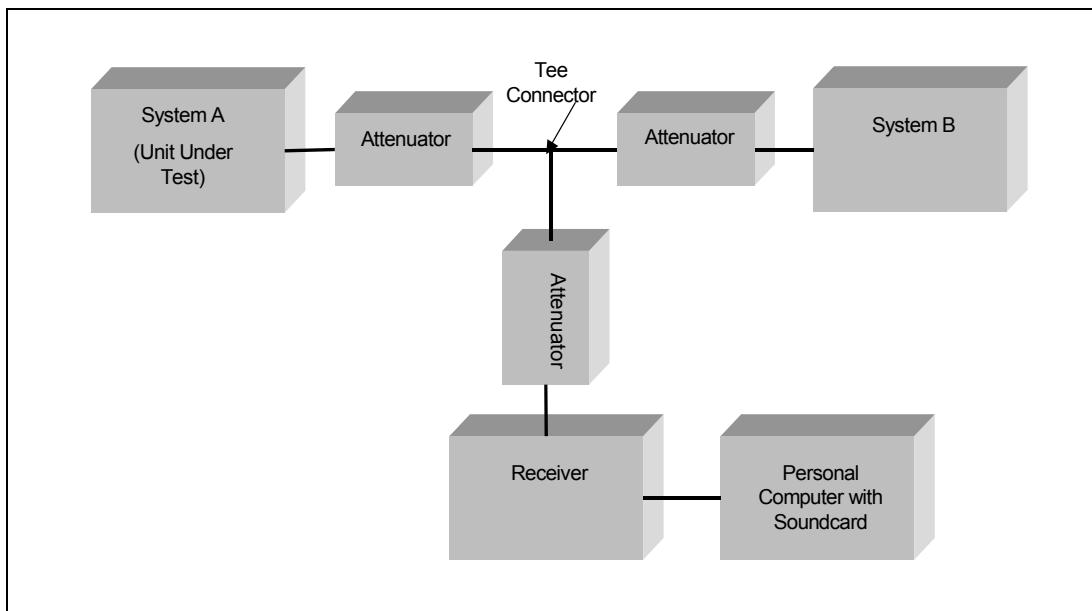 Tee
Connector
System A
(Unit Under
Test)
Attenuator
Attenuator
System B
Attenuator
Receiver
Personal
Computer with
Soundcard